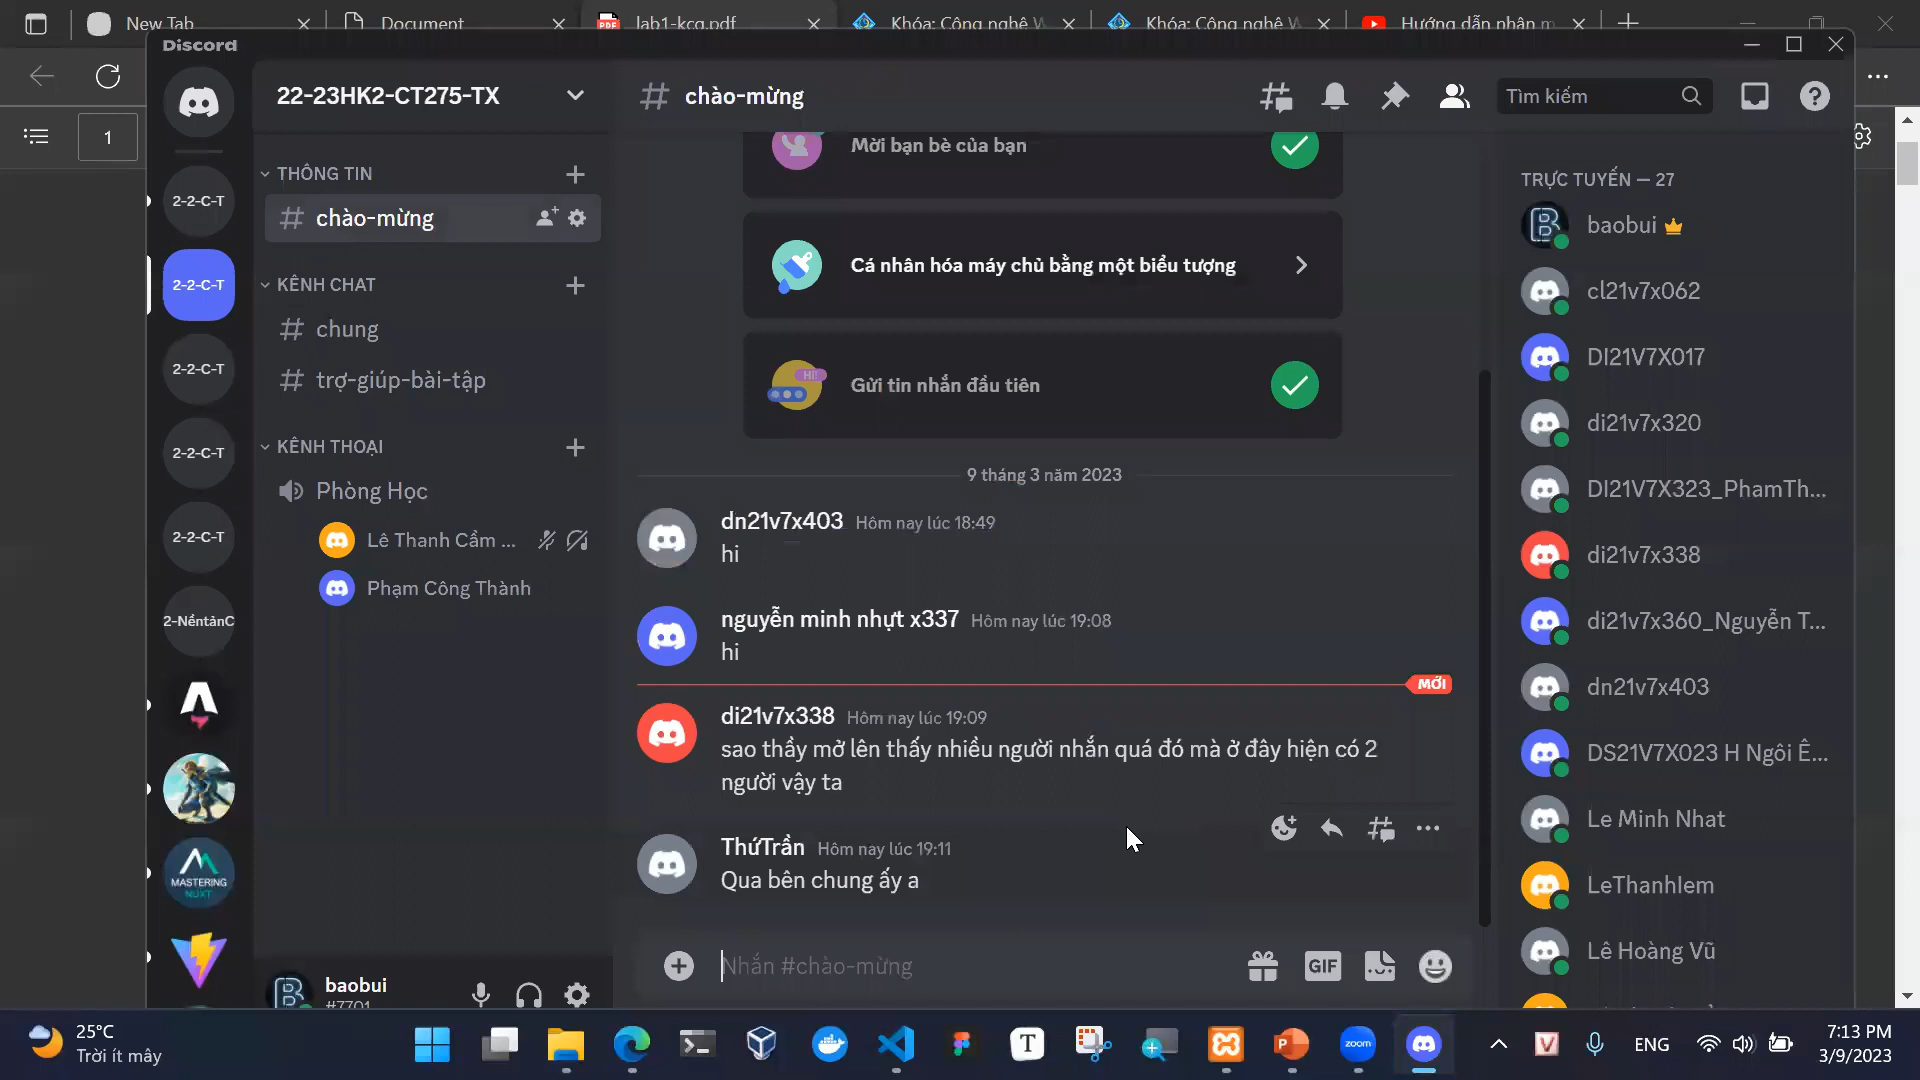 New Tab
Document
lab1-kcq.pdf
Khóa: Công nghệ W
Khóa: Công nghệ W
Hướng dẫn nhận m
Discord
22-23HK2-CT275-TX
chào-mừng
Tìm kiếm
1
THÔNG TIN
chào-mừng
KÊNH CHAT
chung
trợ-giúp-bài-tập
KÊNH THOẠI
Phòng Học
Lê Thanh Cẩm ...
Phạm Công Thành
2-2-C-T
2-2-C-T
2-2-C-T
2-2-C-T
2-2-C-T
2-NềntảnC
MASTERING
NUXT
baobui
#7701
Mời bạn bè của bạn
Cá nhân hóa máy chủ bằng một biểu tượng
HI!
Gửi tin nhắn đầu tiên
9 tháng 3 năm 2023
dn21v7x403 Hôm nay lúc 18:49
hi
nguyễn minh nhựt x337 Hôm nay lúc 19:08
hi
MỚI
di21v7x338 Hôm nay lúc 19:09
sao thầy mở lên thấy nhiều người nhắn quá đó mà ở đây hiện có 2
người vậy ta
ThứTrần Hôm nay lúc 19:11
Qua bên chung ấy a
Nhắn #chào-mừng
GIF
TRỰC TUYẾN — 27
baobui
cl21v7x062
DI21V7X017
di21v7x320
DI21V7X323_PhamTh...
di21v7x338
di21v7x360_Nguyễn T...
dn21v7x403
DS21V7X023 H Ngôi Ê...
Le Minh Nhat
LeThanhlem
Lê Hoàng Vũ
25°C
Trời ít mây
T
P
zoom
V
ENG
7:13 PM
3/9/2023